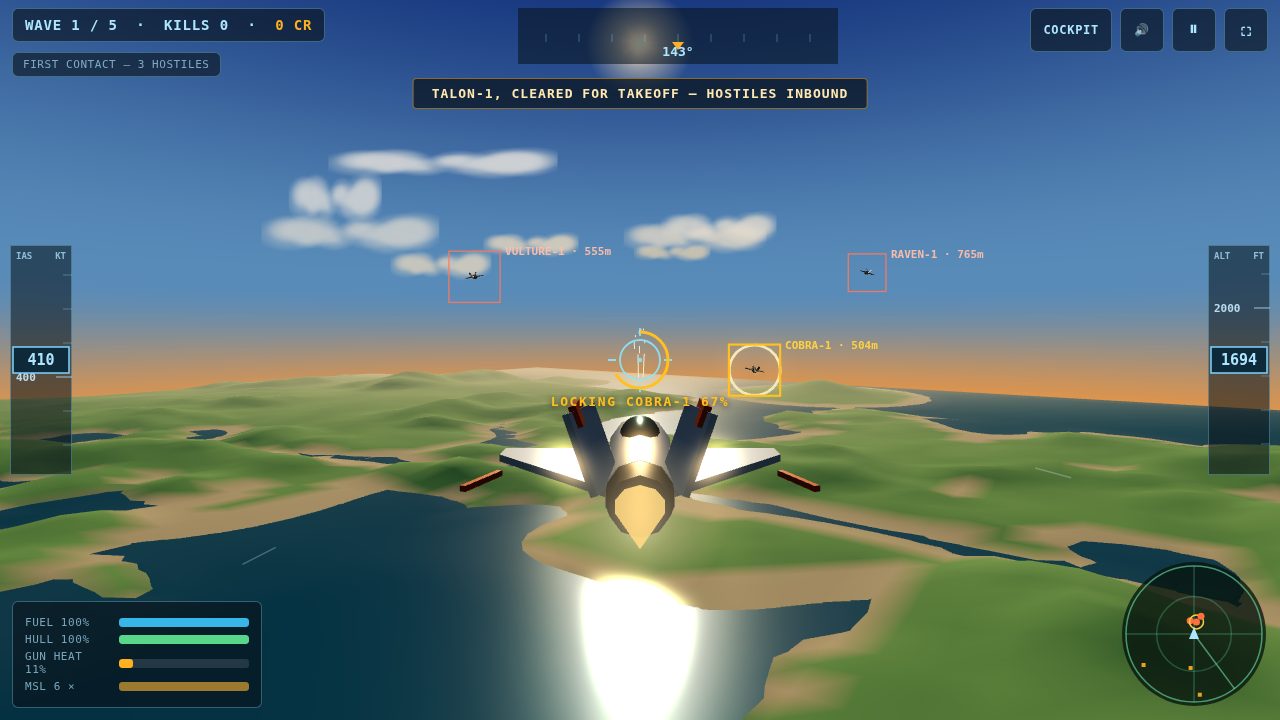 WAVE 1 / 5 · KILLS 0 · 0 CR
FIRST CONTACT — 3 HOSTILES
143°
COCKPIT
TALON-1, CLEARED FOR TAKEOFF — HOSTILES INBOUND
VULTURE-1 · 555m
RAVEN-1 · 765m
COBRA-1 · 504m
LOCKING COBRA-1 67%
IAS KT
410
400
ALT FT
2000
1694
FUEL 100%
HULL 100%
GUN HEAT
11%
MSL 6 ×